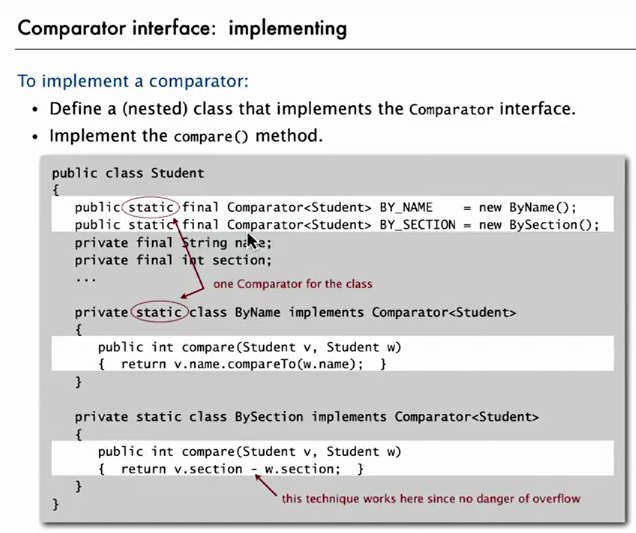 Comparator interface: implementing
To implement a comparator:
• Define a (nested) class that implements the Comparator interface.
• Implement the compare() method.
public class Student
{
public static final Comparator<Student> BY_NAME = new ByName();
public static final Comparator<Student> BY_SECTION = new BySection();
private final String name;
private final int section;
...
one Comparator for the class
private static class ByName implements Comparator<Student>
{
public int compare(Student v, Student w)
{ return v.name.compareTo(w.name); }
}
private static class BySection implements Comparator<Student>
{
public int compare(Student v, Student w)
{ return v.section - w.section; }
}
this technique works here since no danger of overflow
}